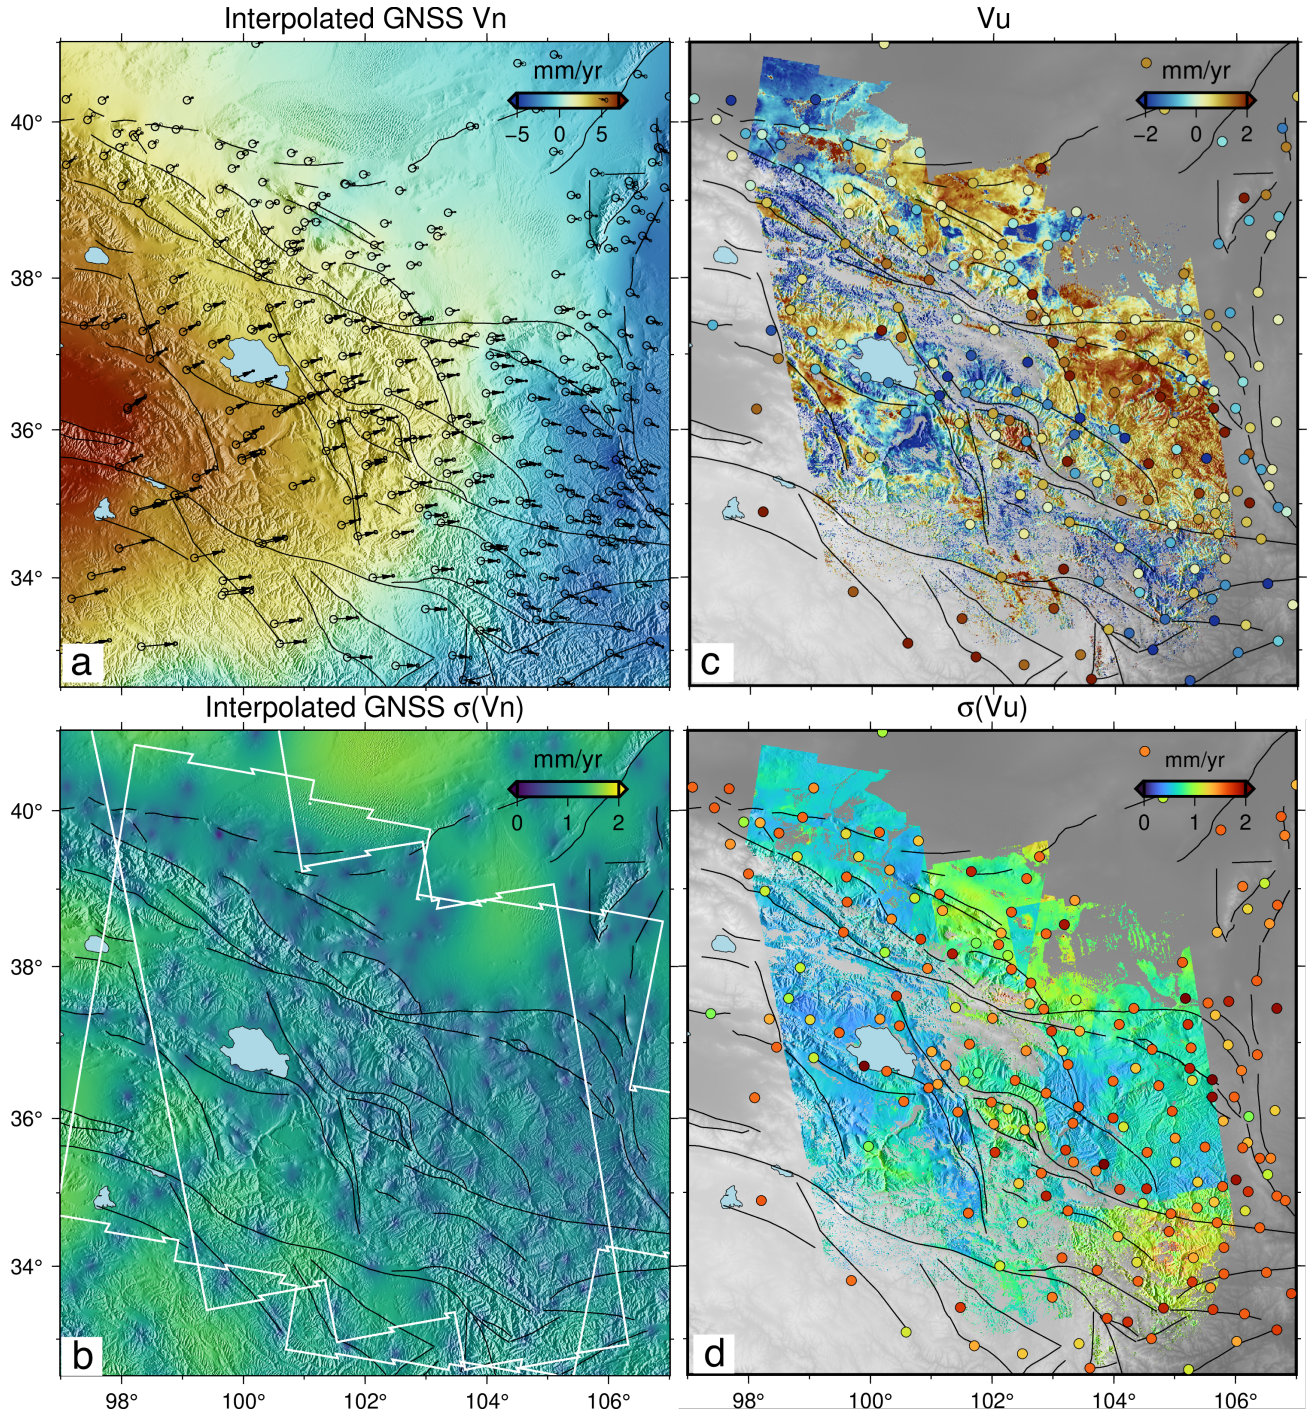 Interpolated GNSS Vn
mm/yr
−5 0 5
40°
38°
36°
34°
a
Vu
mm/yr
−2 0 2
c
Interpolated GNSS σ(Vn)
mm/yr
0 1 2
40°
38°
36°
34°
b
98° 100° 102° 104° 106°
σ(Vu)
mm/yr
0 1 2
d
98° 100° 102° 104° 106°